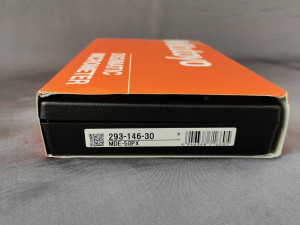 Mitutoyo
DIGIMATIC
MICROMETER
293-146-30
MDE-50PX